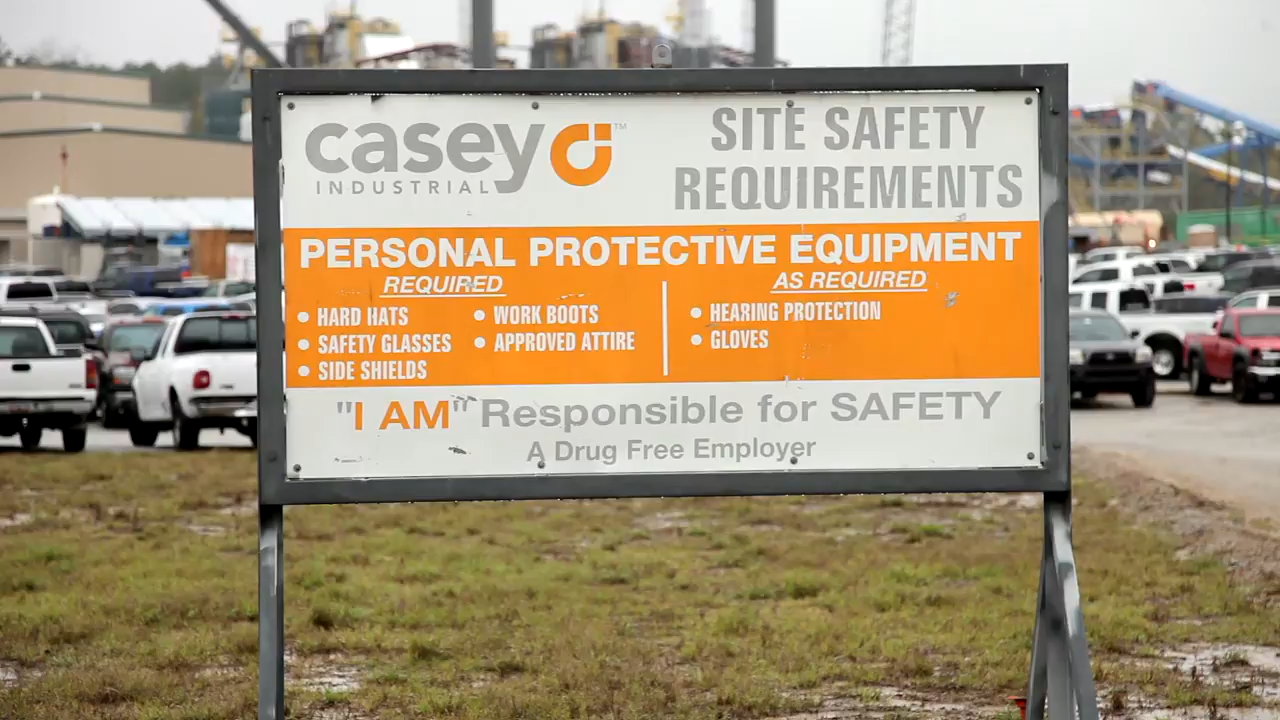 casey
INDUSTRIAL
™
SITE SAFETY
REQUIREMENTS
PERSONAL PROTECTIVE EQUIPMENT
REQUIRED
• HARD HATS
• SAFETY GLASSES
• SIDE SHIELDS
• WORK BOOTS
• APPROVED ATTIRE
AS REQUIRED
• HEARING PROTECTION
• GLOVES
"I AM" Responsible for SAFETY
A Drug Free Employer